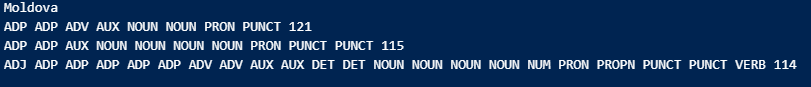 Moldova
ADP ADP ADV AUX NOUN NOUN PRON PUNCT 121
ADP ADP AUX NOUN NOUN NOUN NOUN PRON PUNCT PUNCT 115
ADJ ADP ADP ADP ADP ADP ADV ADV AUX AUX DET DET NOUN NOUN NOUN NOUN NUM PRON PROPN PUNCT PUNCT VERB 114